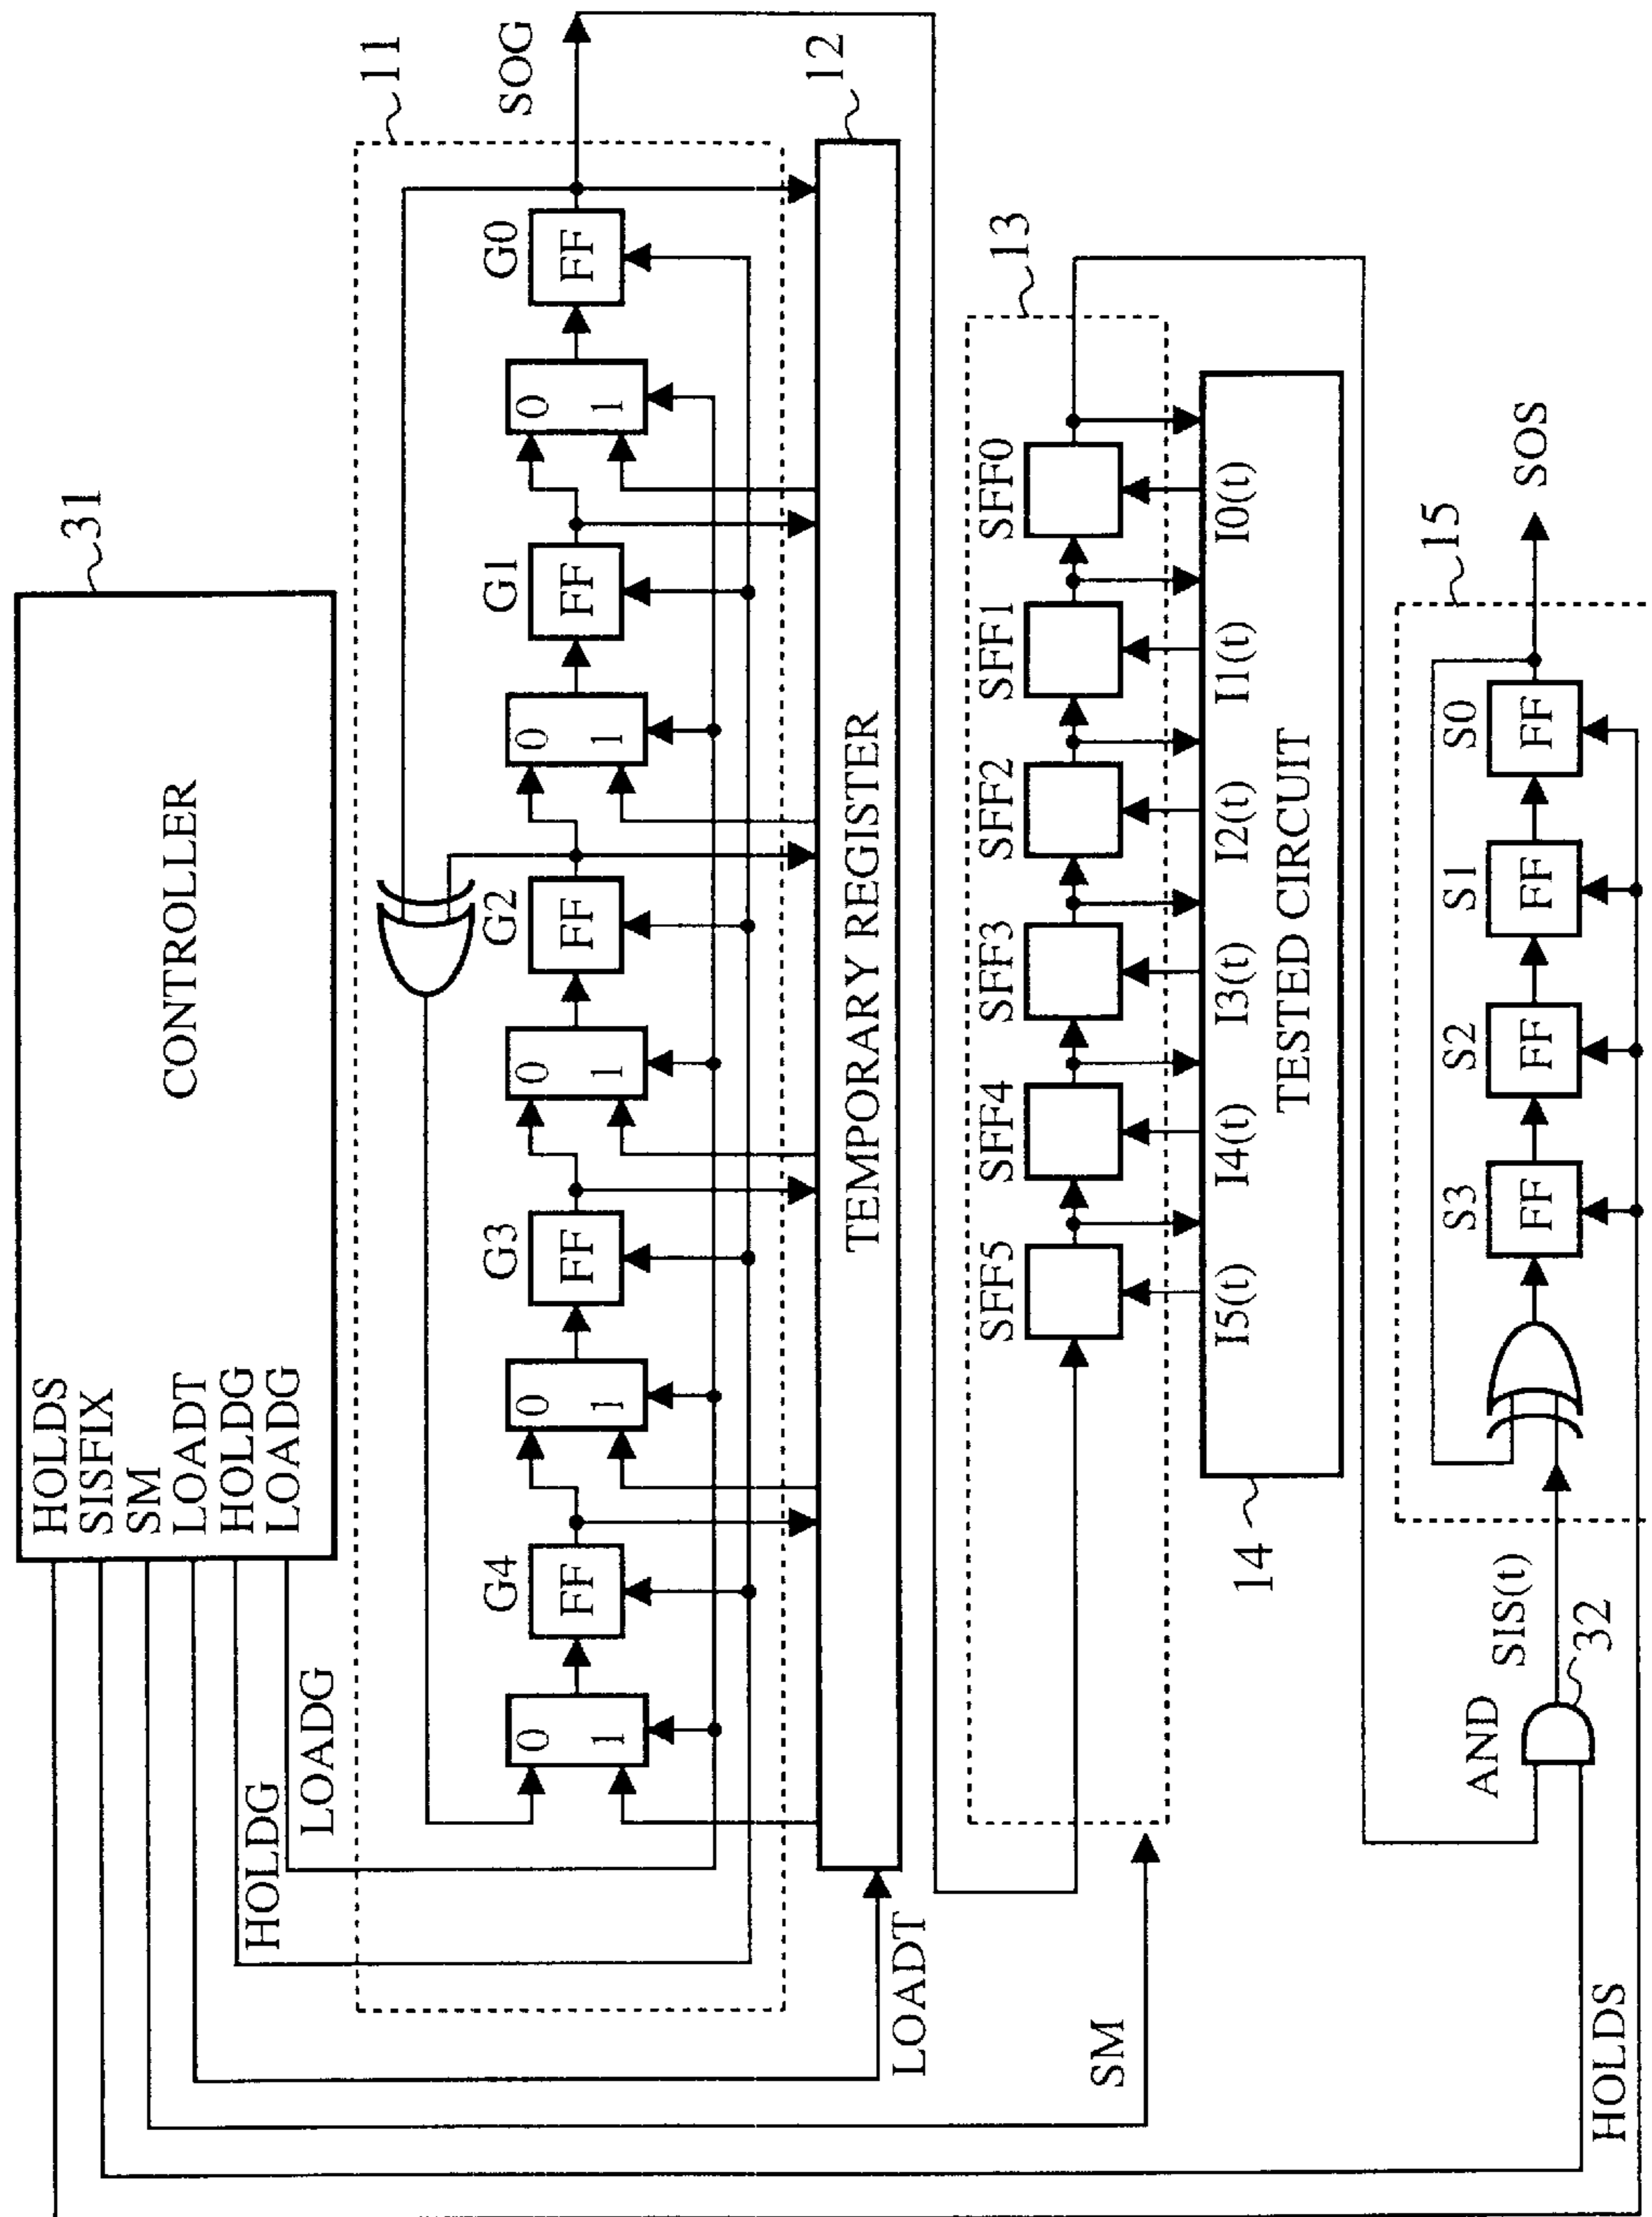 31
CONTROLLER
HOLDS
SISFIX
SM
LOADT
HOLDG
LOADG
HOLDG
LOADG
11
SOG
G4
G3
G2
G1
G0
0
1
FF
0
1
FF
0
1
FF
0
1
FF
0
1
FF
12
TEMPORARY REGISTER
LOADT
13
SM
SFF5
SFF4
SFF3
SFF2
SFF1
SFF0
I5(t)
I4(t)
I3(t)
I2(t)
I1(t)
I0(t)
TESTED CIRCUIT
14
15
AND
SIS(t)
32
S3
S2
S1
S0
FF
FF
FF
FF
SOS
HOLDS